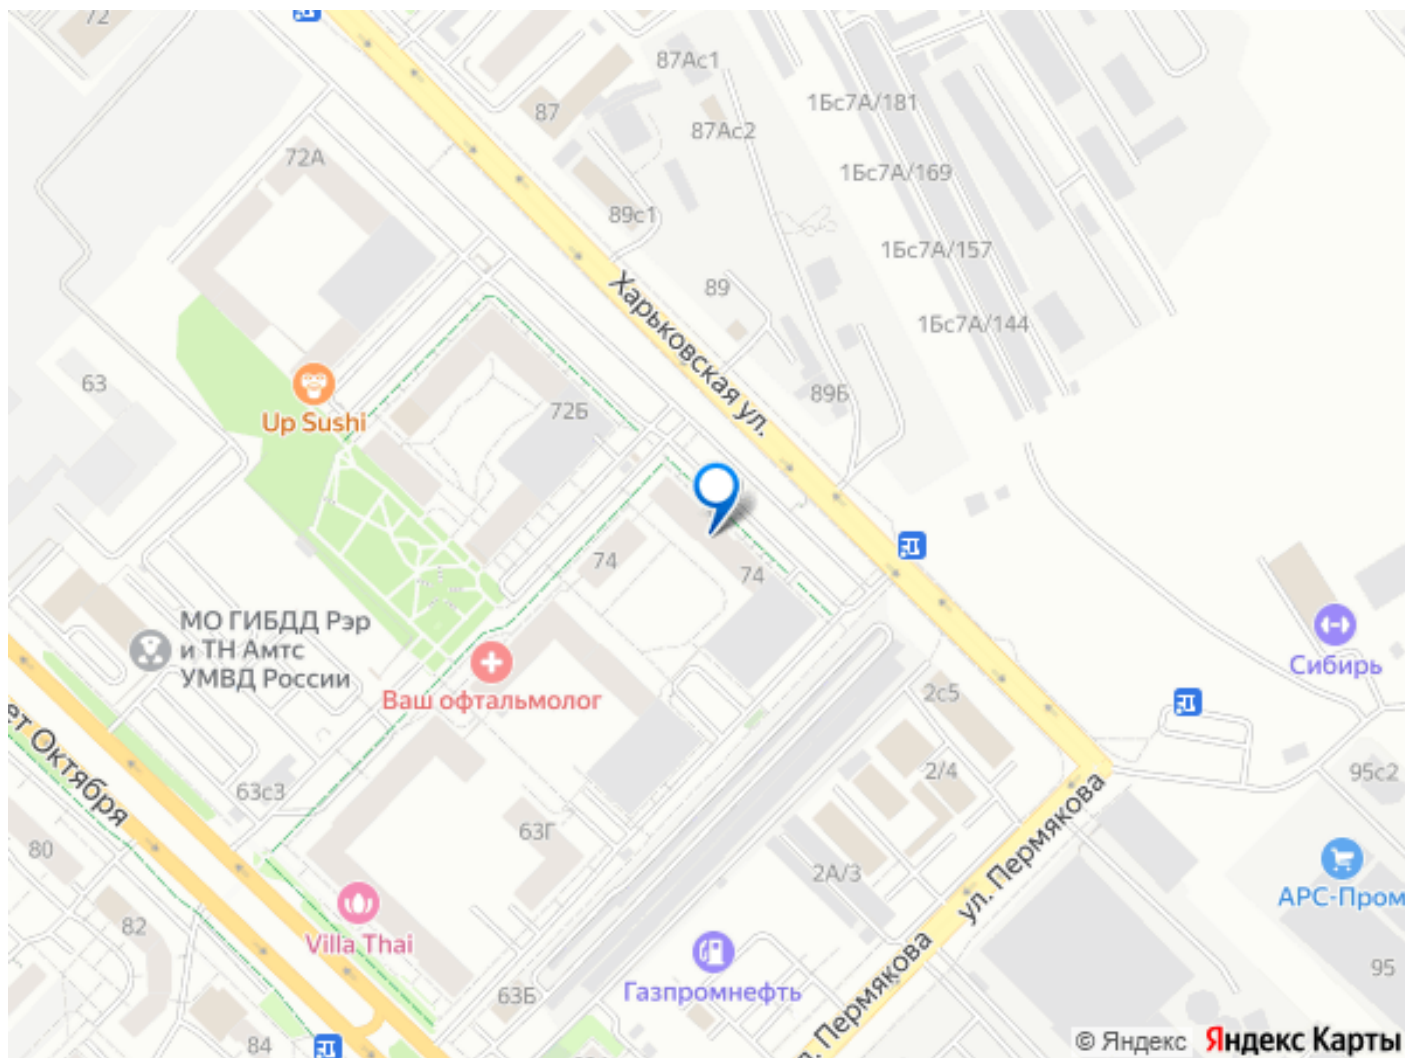 72
87Ас1
1Бс7А/181
87
87Ас2
72А
1Бс7А/169
89с1
1Бс7А/157
89
Харьковская ул.
1Бс7А/144
63
89Б
Up Sushi
72Б
74
74
МО ГИБДД Рэр
и ТН Амтс
УМВД России
Сибирь
Ваш офтальмолог
2с5
ет Октября
63с3
2/4
95с2
ул. Пермякова
80
63Г
2А/3
АРС-Пром
82
Villa Thai
л. Пермякова
95
63Б
Газпромнефть
84
© Яндекс Яндекс Карты